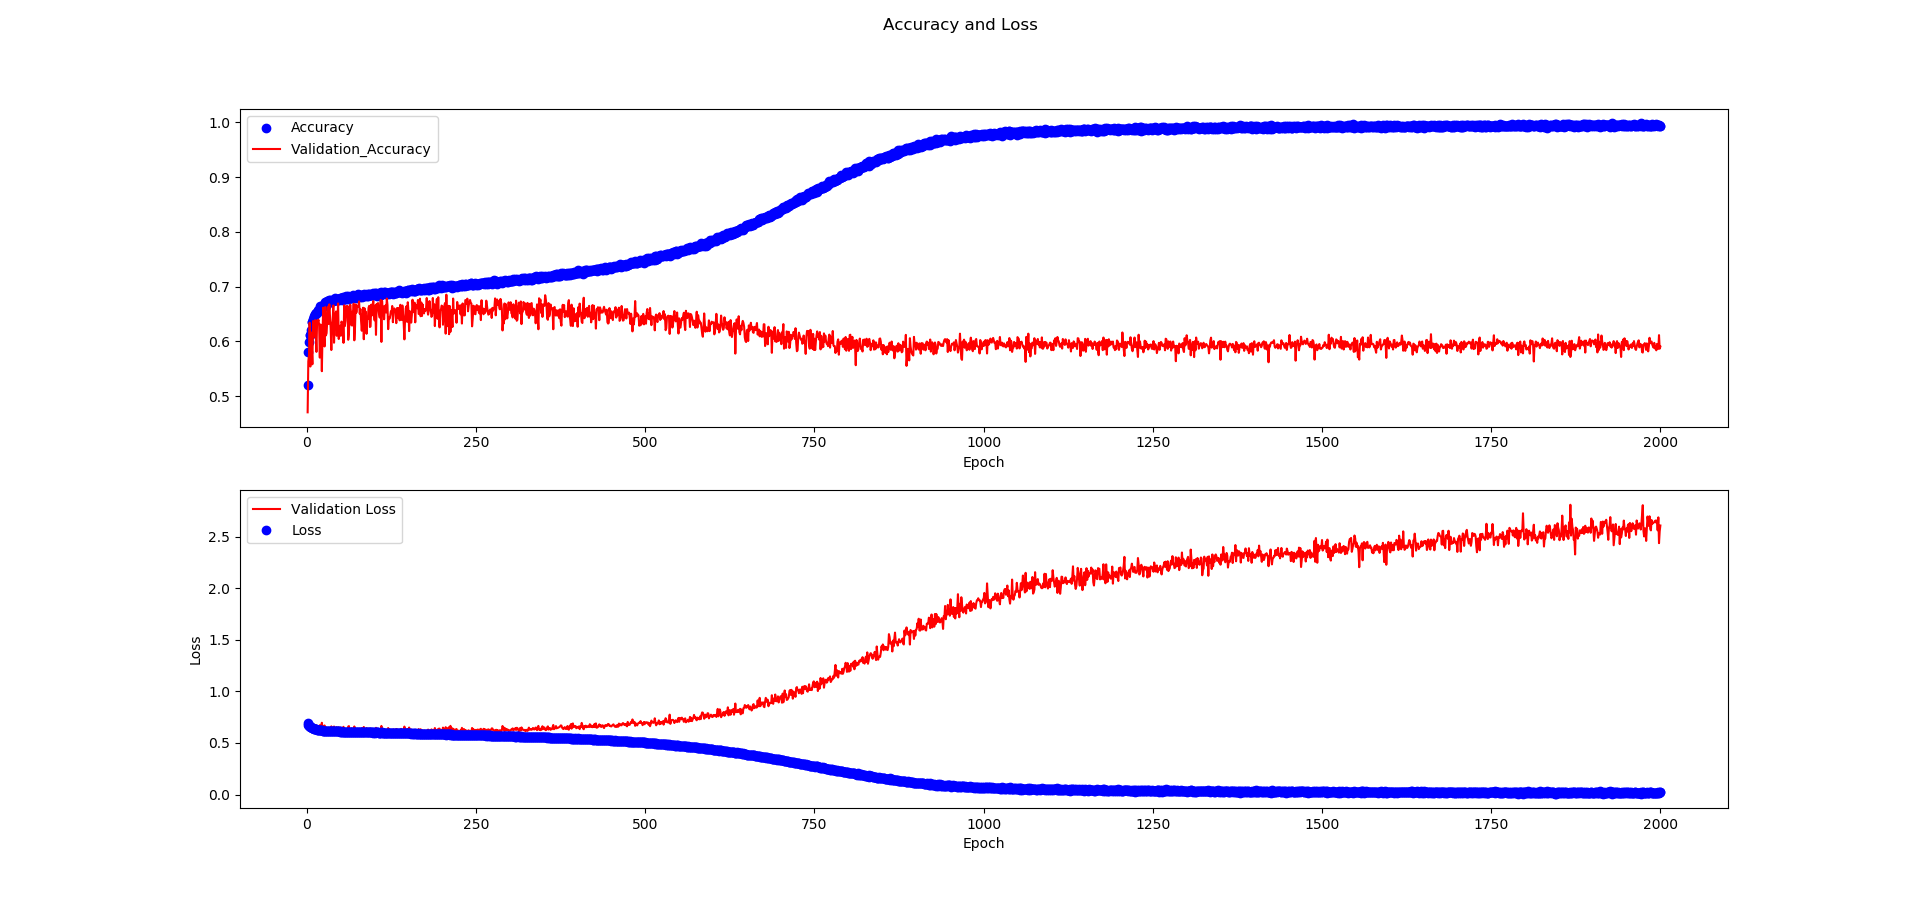 Accuracy and Loss
1.0
0.9
0.8
0.7
0.6
0.5
Accuracy
Validation_Accuracy
0 250 500 750 1000 1250 1500 1750 2000
Epoch
Loss
2.5
2.0
1.5
1.0
0.5
0.0
Validation Loss
Loss
0 250 500 750 1000 1250 1500 1750 2000
Epoch